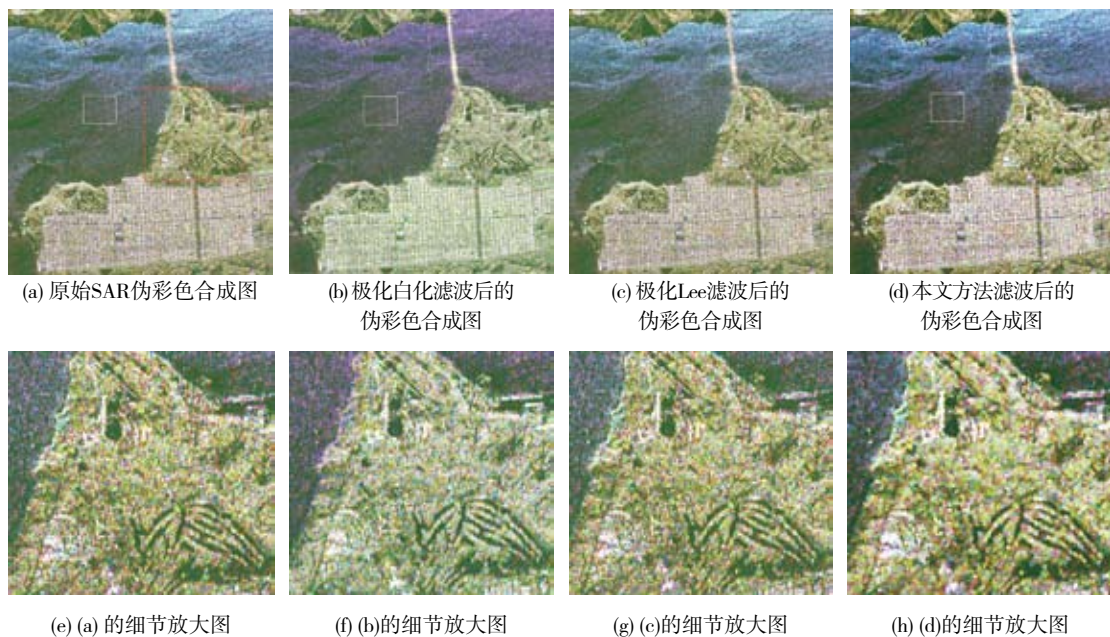 (a) 原始SAR伪彩色合成图
(b)极化白化滤波后的
伪彩色合成图
(c) 极化Lee滤波后的
伪彩色合成图
(d)本文方法滤波后的
伪彩色合成图
(e) (a) 的细节放大图
(f) (b)的细节放大图
(g) (c)的细节放大图
(h) (d)的细节放大图